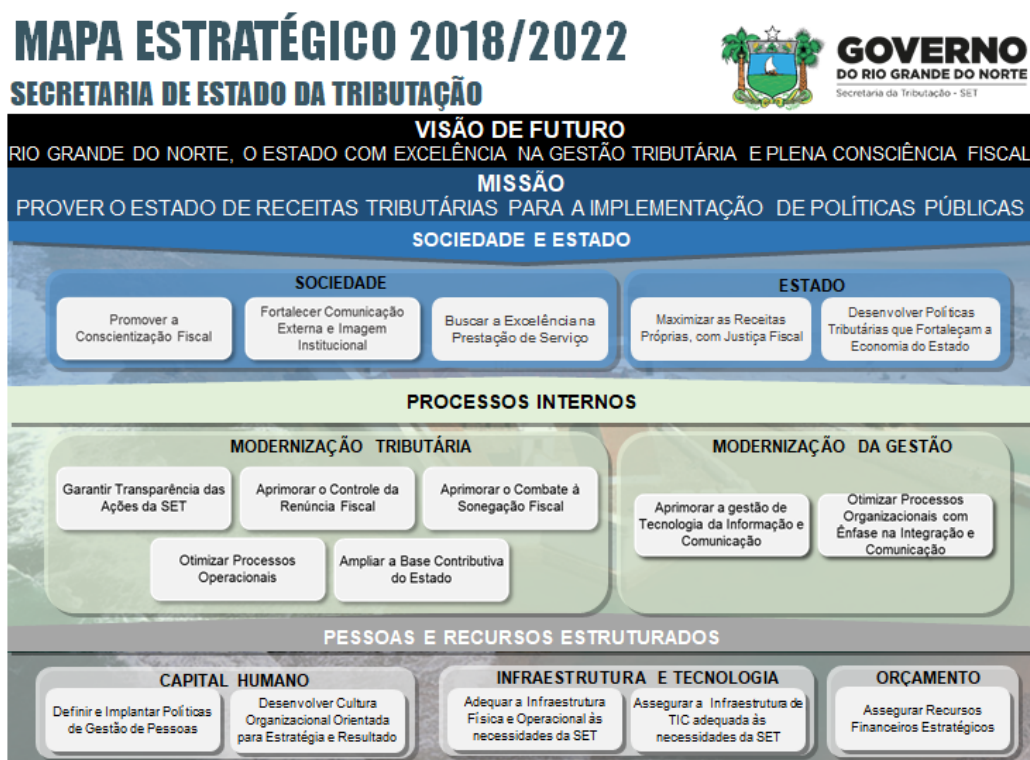 MAPA ESTRATÉGICO 2018/2022
SECRETARIA DE ESTADO DA TRIBUTAÇÃO
GOVERNO
DO RIO GRANDE DO NORTE
Secretaria da Tributação - SET
VISÃO DE FUTURO
RIO GRANDE DO NORTE, O ESTADO COM EXCELÊNCIA NA GESTÃO TRIBUTÁRIA E PLENA CONSCIÊNCIA FISCAL
MISSÃO
PROVER O ESTADO DE RECEITAS TRIBUTÁRIAS PARA A IMPLEMENTAÇÃO DE POLÍTICAS PÚBLICAS
SOCIEDADE E ESTADO
SOCIEDADE
Promover a
Conscientização Fiscal
Fortalecer Comunicação
Externa e Imagem
Institucional
Buscar a Excelência na
Prestação de Serviço
ESTADO
Maximizar as Receitas
Próprias, com Justiça Fiscal
Desenvolver Políticas
Tributárias que Fortaleçam a
Economia do Estado
PROCESSOS INTERNOS
MODERNIZAÇÃO TRIBUTÁRIA
Garantir Transparência das
Ações da SET
Aprimorar o Controle da
Renúncia Fiscal
Aprimorar o Combate à
Sonegação Fiscal
Otimizar Processos
Operacionais
Ampliar a Base Contributiva
do Estado
MODERNIZAÇÃO DA GESTÃO
Aprimorar a gestão de
Tecnologia da Informação e
Comunicação
Otimizar Processos
Organizacionais com
Ênfase na Integração e
Comunicação
PESSOAS E RECURSOS ESTRUTURADOS
CAPITAL HUMANO
Definir e Implantar Políticas
de Gestão de Pessoas
Desenvolver Cultura
Organizacional Orientada
para Estratégia e Resultado
INFRAESTRUTURA E TECNOLOGIA
Adequar a Infraestrutura
Física e Operacional às
necessidades da SET
Assegurar a Infraestrutura de
TIC adequada às
necessidades da SET
ORÇAMENTO
Assegurar Recursos
Financeiros Estratégicos